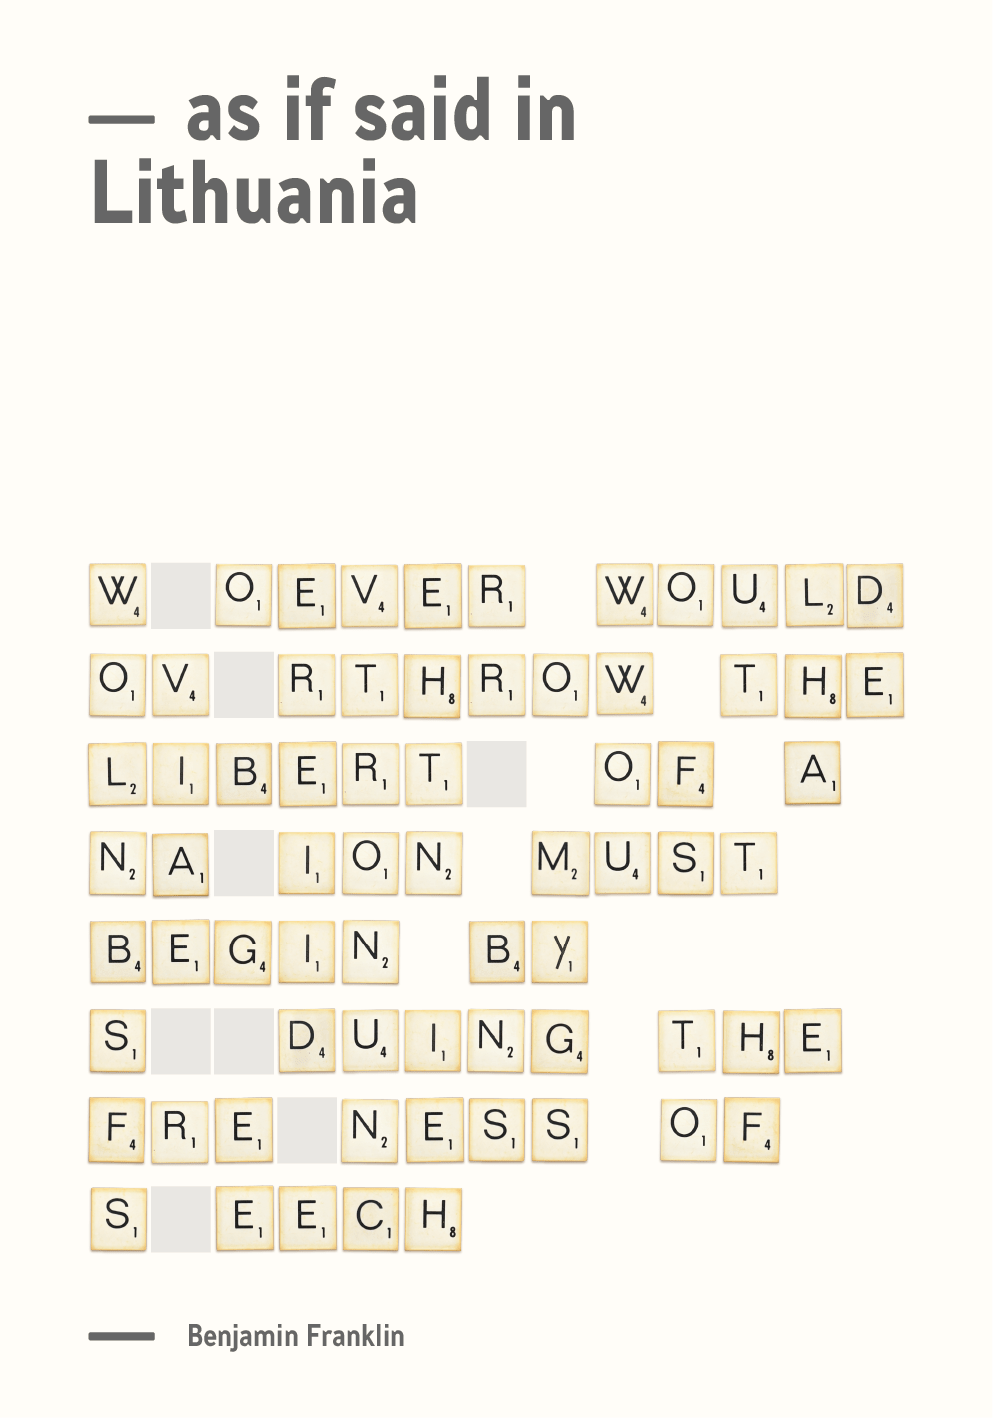 — as if said in
Lithuania
W OEVER WOULD
OV RTHROW THE
LIBERT OF A
NA ION MUST
BEGIN By
S  DUING THE
FRE NESS OF
S EECH
— Benjamin Franklin